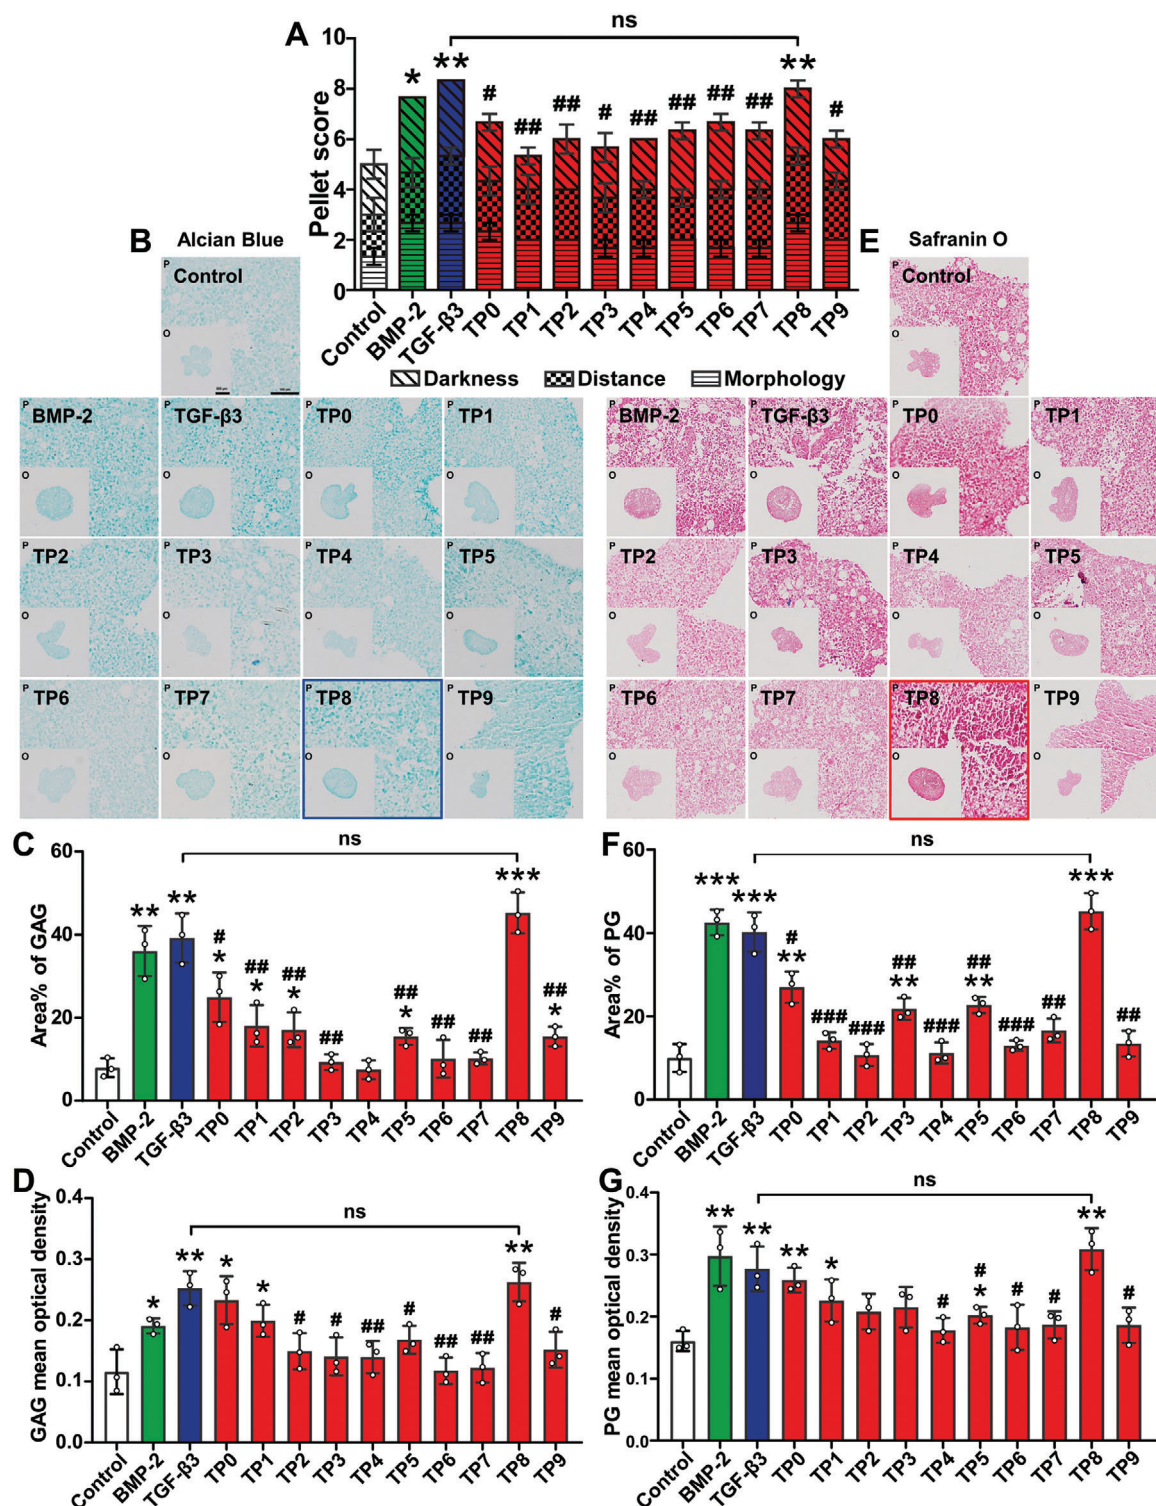 A
ns
Pellet score
10
8
6
4
2
0
* ** # ## ## # ## ## ## ## ** #
Control BMP-2 TGF-β3 TP0 TP1 TP2 TP3 TP4 TP5 TP6 TP7 TP8 TP9
Darkness Distance Morphology
B
Alcian Blue
P Control
O
BMP-2 TGF-β3 TP0 TP1
TP2 TP3 TP4 TP5
TP6 TP7 TP8 TP9
E
Safranin O
P Control
O
BMP-2 TGF-β3 TP0 TP1
TP2 TP3 TP4 TP5
TP6 TP7 TP8 TP9
C
ns
Area% of GAG
60
40
20
0
# ## ## ## ## ## ## ##
** ** * * * * *** *
Control BMP-2 TGF-β3 TP0 TP1 TP2 TP3 TP4 TP5 TP6 TP7 TP8 TP9
F
ns
Area% of PG
60
40
20
0
# ### ### ## ### ## ### ## ##
*** *** ** ** ** ***
Control BMP-2 TGF-β3 TP0 TP1 TP2 TP3 TP4 TP5 TP6 TP7 TP8 TP9
D
ns
GAG mean optical density
0.4
0.3
0.2
0.1
0.0
* ** * * # # ## # ## ## ** #
Control BMP-2 TGF-β3 TP0 TP1 TP2 TP3 TP4 TP5 TP6 TP7 TP8 TP9
G
ns
PG mean optical density
0.4
0.3
0.2
0.1
0.0
# # # # #
** ** ** * * **
Control BMP-2 TGF-β3 TP0 TP1 TP2 TP3 TP4 TP5 TP6 TP7 TP8 TP9